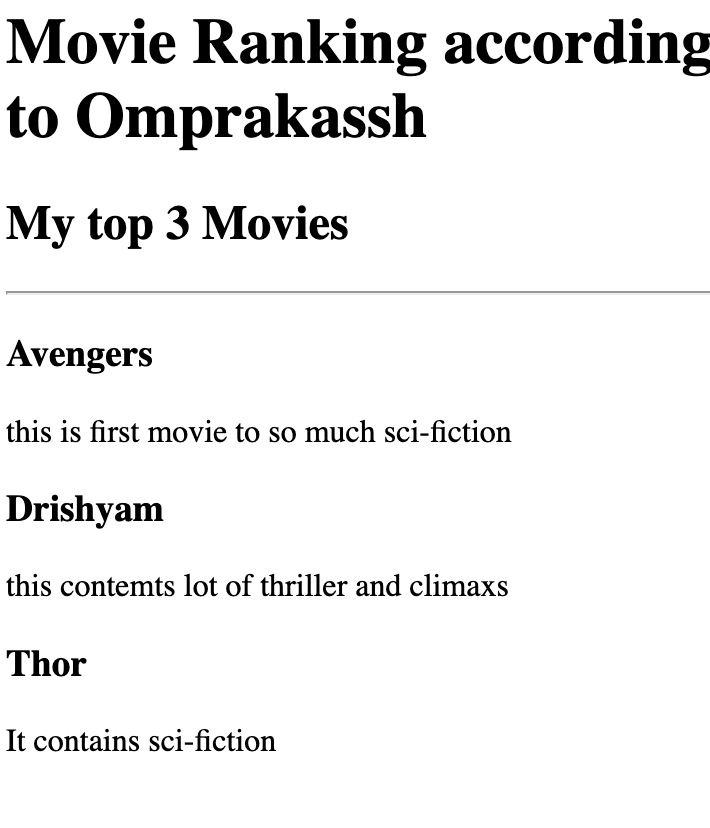 Movie Ranking according
to Omprakassh
My top 3 Movies
Avengers
this is first movie to so much sci-fiction
Drishyam
this contemts lot of thriller and climaxs
Thor
It contains sci-fiction